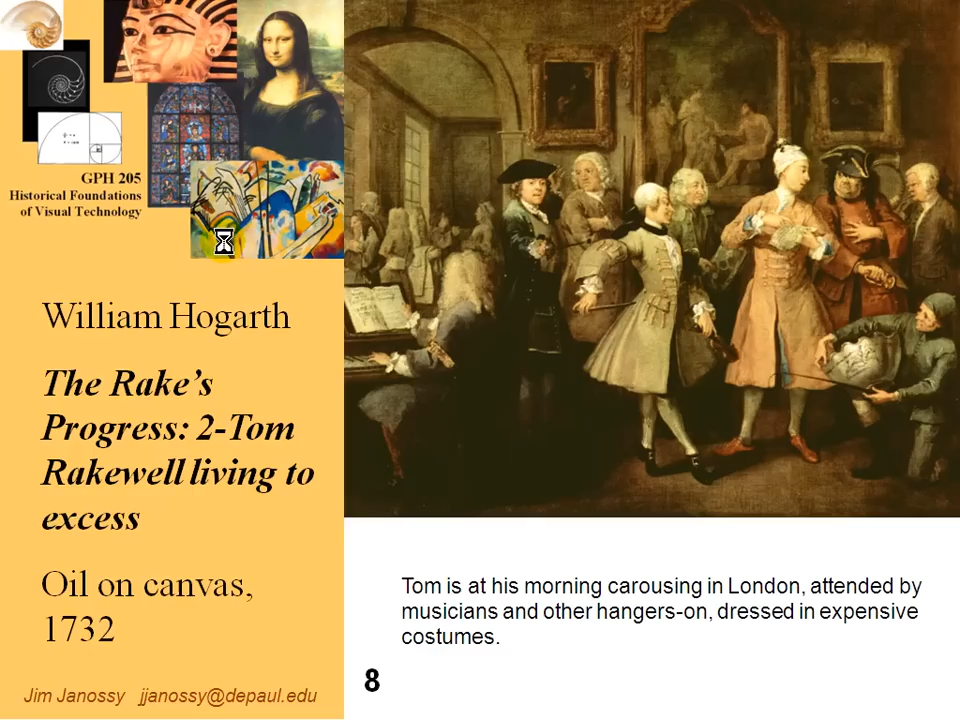 GPH 205
Historical Foundations
of Visual Technology
William Hogarth
The Rake’s
Progress: 2-Tom
Rakewell living to
excess
Oil on canvas,
1732
Jim Janossy jjanossy@depaul.edu
Tom is at his morning carousing in London, attended by
musicians and other hangers-on, dressed in expensive
costumes.
8